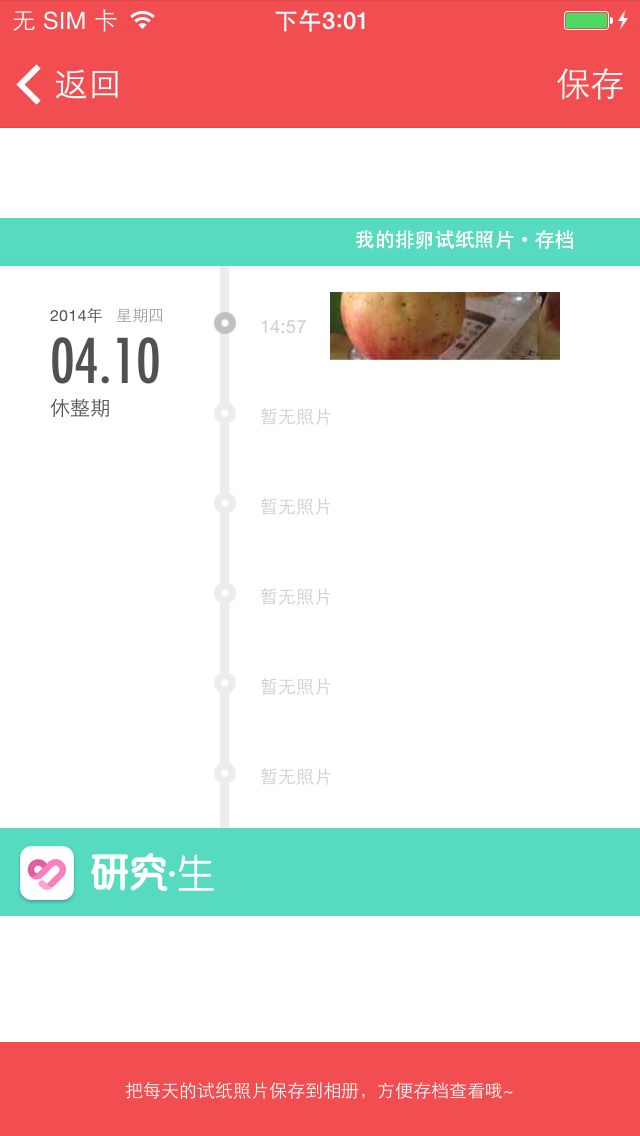 无 SIM 卡 下午3:01
返回 保存
我的排卵试纸照片·存档
2014年 星期四
04.10
休整期
14:57
暂无照片
暂无照片
暂无照片
暂无照片
暂无照片
研究·生
把每天的试纸照片保存到相册，方便存档查看哦~